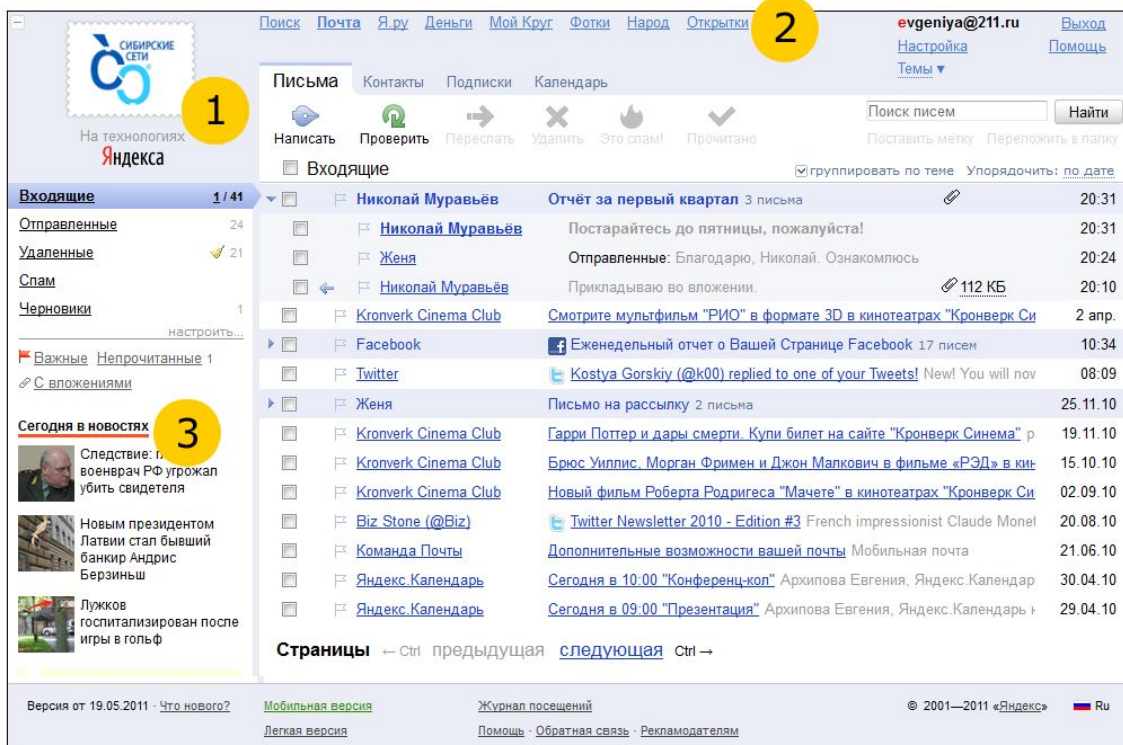 Поиск Почта Я.ру Деньги Мой Круг Фотки Народ Открытки 2 evgeniya@211.ru Выход
Настройка Помощь
Темы ▼
СИБИРСКИЕ
СЕТИ
1
На технологиях
Яндекса
Письма Контакты Подписки Календарь
Написать Проверить Переслать Удалить Это спам! Прочитано
Поиск писем Найти
Поставить метку Переложить в папку
Входящие группировать по теме Упорядочить: по дате
Входящие 1 / 41
Отправленные 24
Удаленные 21
Спам
Черновики 1
настроить...
Важные Непрочитанные 1
С вложениями
Сегодня в новостях
3
Следствие:
военврач РФ угрожал
убить свидетеля
Новым президентом
Латвии стал бывший
банкир Андрис
Берзиньш
Лужков
госпитализирован после
игры в гольф
Николай Муравьёв Отчёт за первый квартал 3 письма 20:31
Николай Муравьёв Постарайтесь до пятницы, пожалуйста! 20:31
Женя Отправленные: Благодарю, Николай. Ознакомлюсь 20:24
Николай Муравьёв Прикладываю во вложении. 112 КБ 20:10
Kronverk Cinema Club Смотрите мультфильм "РИО" в формате 3D в кинотеатрах "Кронверк Си 2 апр.
Facebook Еженедельный отчет о Вашей Странице Facebook 17 писем 10:34
Twitter Kostya Gorskiy (@k00) replied to one of your Tweets! New! You will nov 08:09
Женя Письмо на рассылку 2 письма 25.11.10
Kronverk Cinema Club Гарри Поттер и дары смерти. Купи билет на сайте "Кронверк Синема" р 19.11.10
Kronverk Cinema Club Брюс Уиллис, Морган Фримен и Джон Малкович в фильме «РЭД» в кин 15.10.10
Kronverk Cinema Club Новый фильм Роберта Родригеса "Мачете" в кинотеатрах "Кронверк Си 02.09.10
Biz Stone (@Biz) Twitter Newsletter 2010 - Edition #3 French impressionist Claude Monet 20.08.10
Команда Почты Дополнительные возможности вашей почты Мобильная почта 21.06.10
Яндекс.Календарь Сегодня в 10:00 "Конференц-кол" Архипова Евгения, Яндекс.Календар 30.04.10
Яндекс.Календарь Сегодня в 09:00 "Презентация" Архипова Евгения, Яндекс.Календарь н 29.04.10
Страницы ← Ctrl предыдущая следующая Ctrl →
Версия от 19.05.2011 · Что нового? Мобильная версия Журнал посещений © 2001—2011 «Яндекс» Ru
Легкая версия Помощь · Обратная связь · Рекламодателям